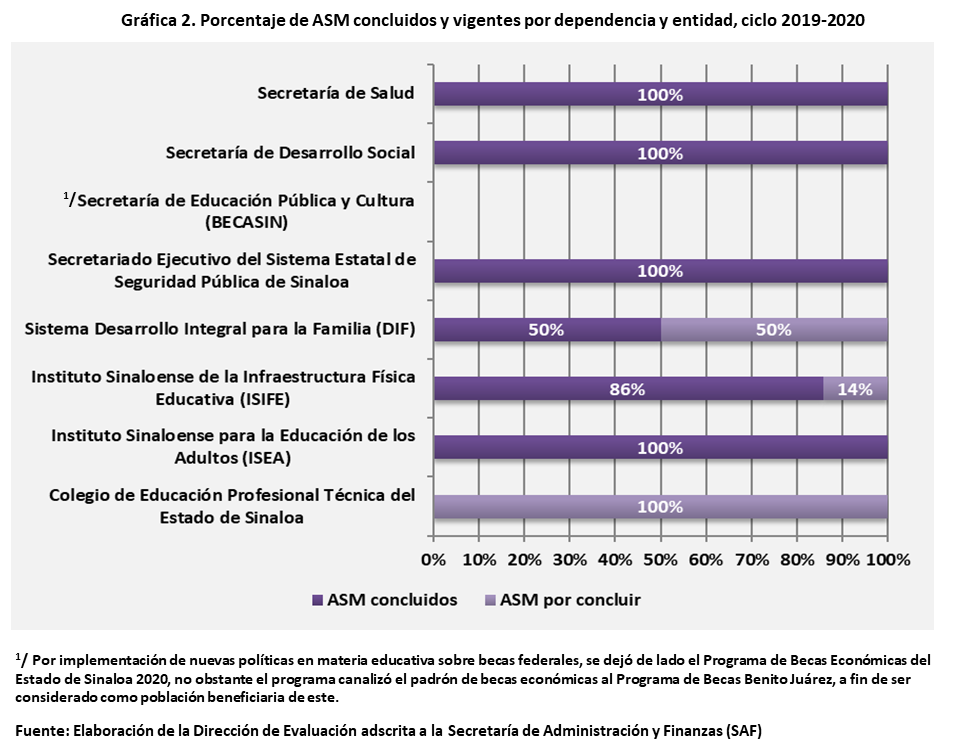 Gráfica 2. Porcentaje de ASM concluidos y vigentes por dependencia y entidad, ciclo 2019-2020
Secretaría de Salud
100%
Secretaría de Desarrollo Social
100%
1/Secretaría de Educación Pública y Cultura
(BECASIN)
Secretariado Ejecutivo del Sistema Estatal de
Seguridad Pública de Sinaloa
100%
Sistema Desarrollo Integral para la Familia (DIF)
50%
50%
Instituto Sinaloense de la Infraestructura Física
Educativa (ISIFE)
86%
14%
Instituto Sinaloense para la Educación de los
Adultos (ISEA)
100%
Colegio de Educación Profesional Técnica del
Estado de Sinaloa
100%
0% 10% 20% 30% 40% 50% 60% 70% 80% 90% 100%
ASM concluidos
ASM por concluir
1/ Por implementación de nuevas políticas en materia educativa sobre becas federales, se dejó de lado el Programa de Becas Económicas del
Estado de Sinaloa 2020, no obstante el programa canalizó el padrón de becas económicas al Programa de Becas Benito Juárez, a fin de ser
considerado como población beneficiaria de este.
Fuente: Elaboración de la Dirección de Evaluación adscrita a la Secretaría de Administración y Finanzas (SAF)